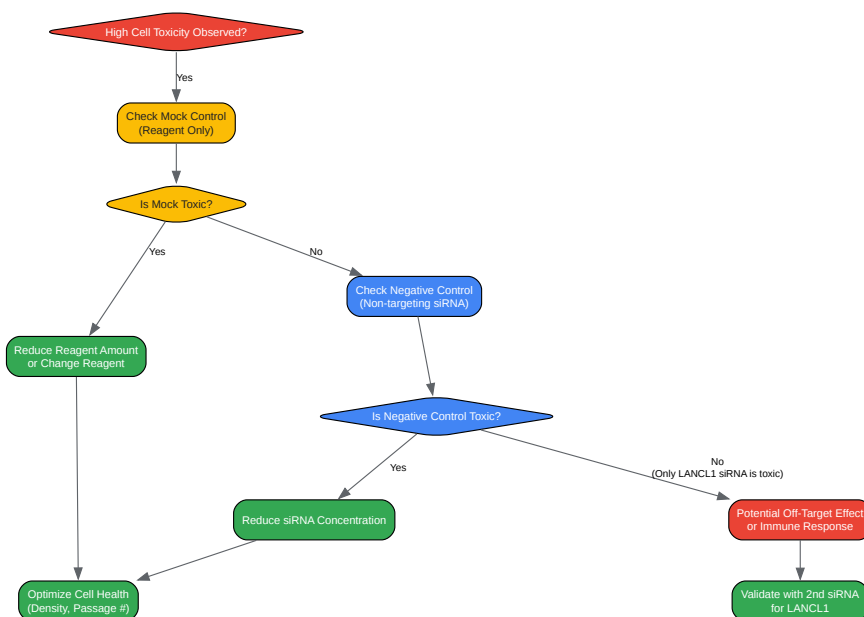 High Cell Toxicity Observed?
Yes
Check Mock Control
(Reagent Only)
Is Mock Toxic?
Yes
No
Check Negative Control
(Non-targeting siRNA)
Reduce Reagent Amount
or Change Reagent
Is Negative Control Toxic?
Yes
No
(Only LANCL1 siRNA is toxic)
Reduce siRNA Concentration
Potential Off-Target Effect
or Immune Response
Optimize Cell Health
(Density, Passage #)
Validate with 2nd siRNA
for LANCL1